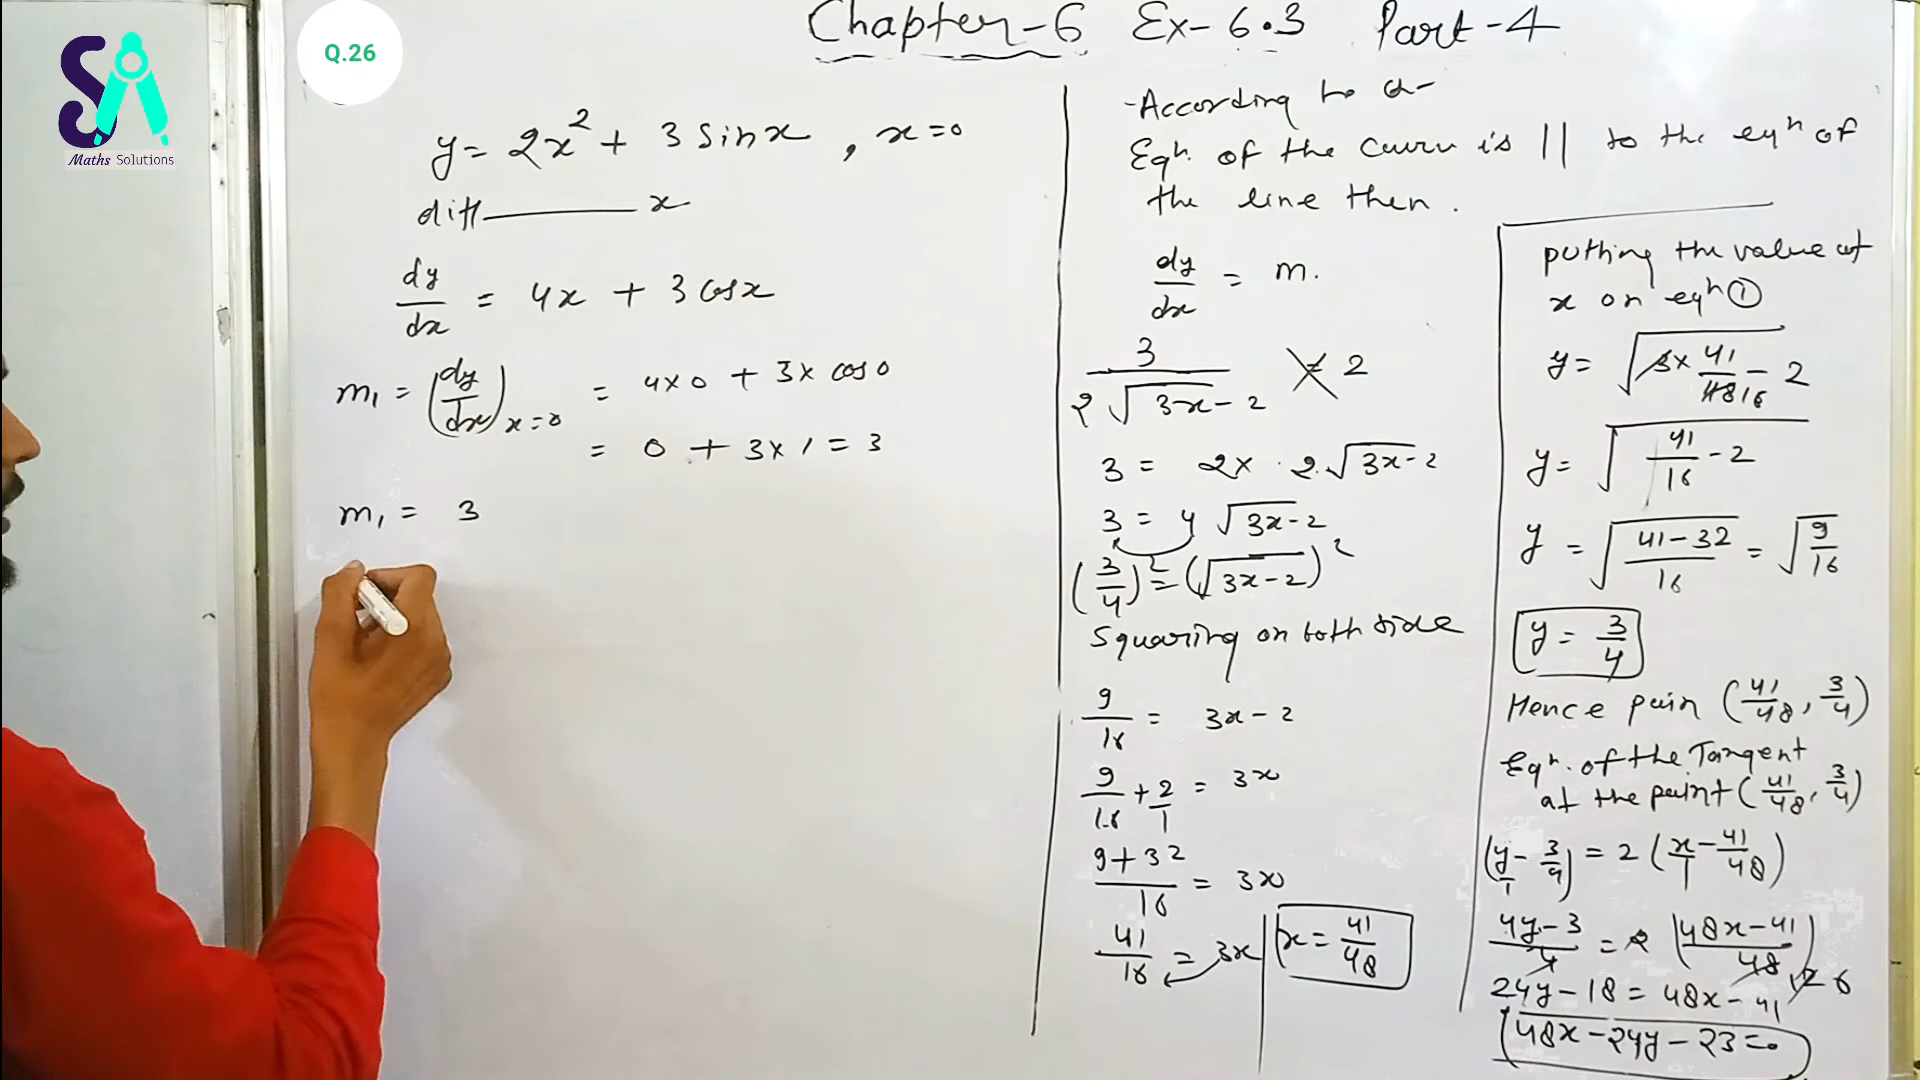 SA
Maths Solutions
Q.26
Chapter-6 Ex-6.3 Part-4
y = 2x² + 3 sin x , x = 0
diff ——— x
dy/dx = 4x + 3 cos x
m₁ = (dy/dx)ₓ₌₀ = 4×0 + 3× cos 0
= 0 + 3×1 = 3
m₁ = 3
According to Q-
Eqⁿ. of the curve is || to the eqⁿ of
the line then.
dy/dx = m.
3/(2√3x-2) = 2
3 = 2× 2.√3x-2
3 = 4 √3x-2
(3/4)² = (√3x-2)²
Squaring on both side
9/16 = 3x - 2
9/16 + 2/1 = 3x
(9+32)/16 = 3x
41/16 = 3x
x = 41/48
putting the value of
x on eqⁿ ①
y = √3× 41/48 16 - 2
y = √41/16 - 2
y = √(41-32)/16 = √9/16
y = 3/4
Hence point (41/48, 3/4)
Eqⁿ. of the Tangent
at the point (41/48, 3/4)
(y/1 - 3/4) = 2 (x/1 - 41/48)
(4y-3)/4 = 2 ((48x-41)/48) 12 6
24y - 18 = 48x - 41
48x - 24y - 23 = 0